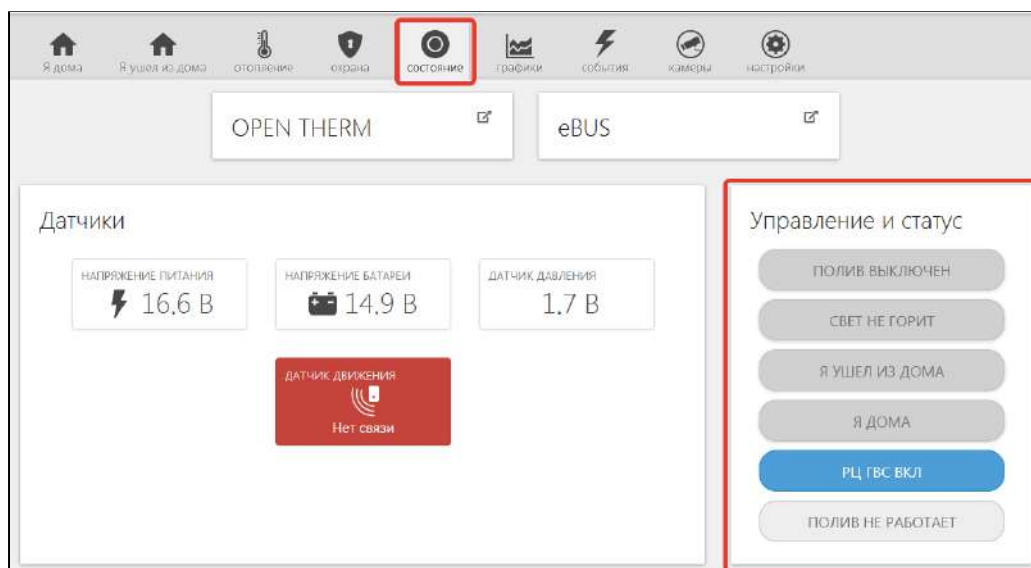 Я дома
Я ушел из дома
отопление
охрана
состояние
графики
события
камеры
настройки
OPEN THERM
eBUS
Датчики
НАПРЯЖЕНИЕ ПИТАНИЯ
16.6 В
НАПРЯЖЕНИЕ БАТАРЕИ
14.9 В
ДАТЧИК ДАВЛЕНИЯ
1.7 В
ДАТЧИК ДВИЖЕНИЯ
Нет связи
Управление и статус
ПОЛИВ ВЫКЛЮЧЕН
СВЕТ НЕ ГОРИТ
Я УШЕЛ ИЗ ДОМА
Я ДОМА
РЦ ГВС ВКЛ
ПОЛИВ НЕ РАБОТАЕТ